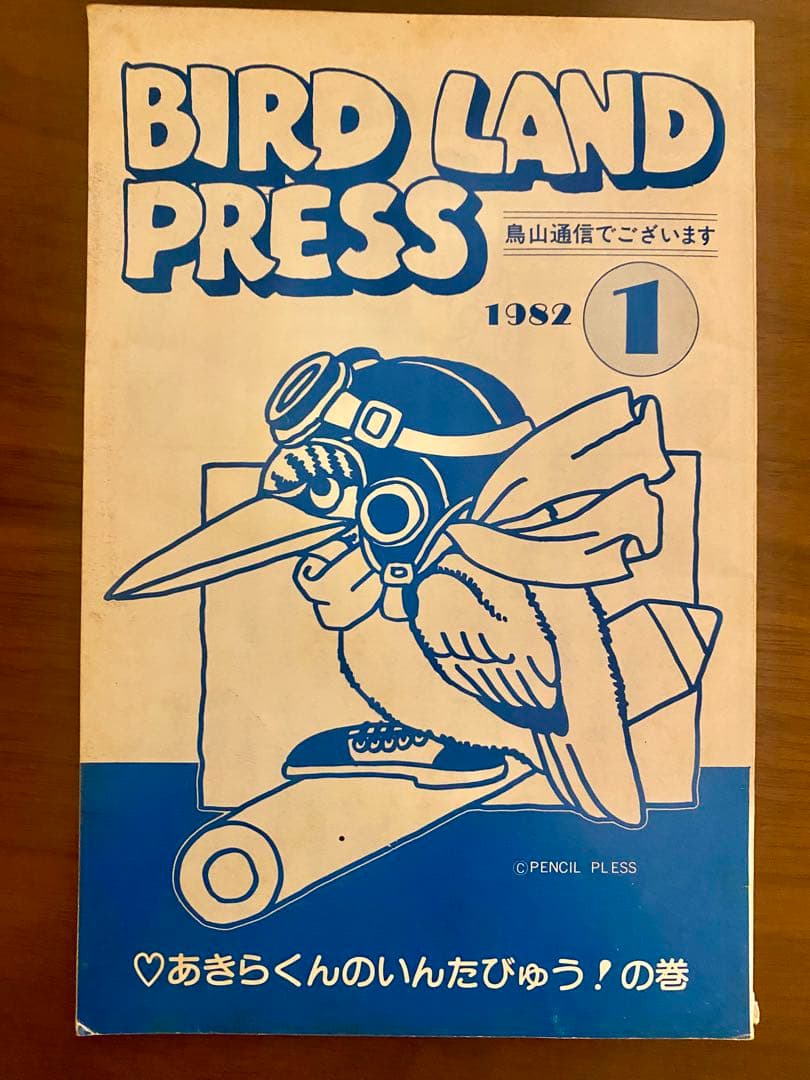 BIRD LAND
PRESS
鳥山通信でございます
1982 1
©PENCIL PLESS
♡あきらくんのいんたびゅう!の巻